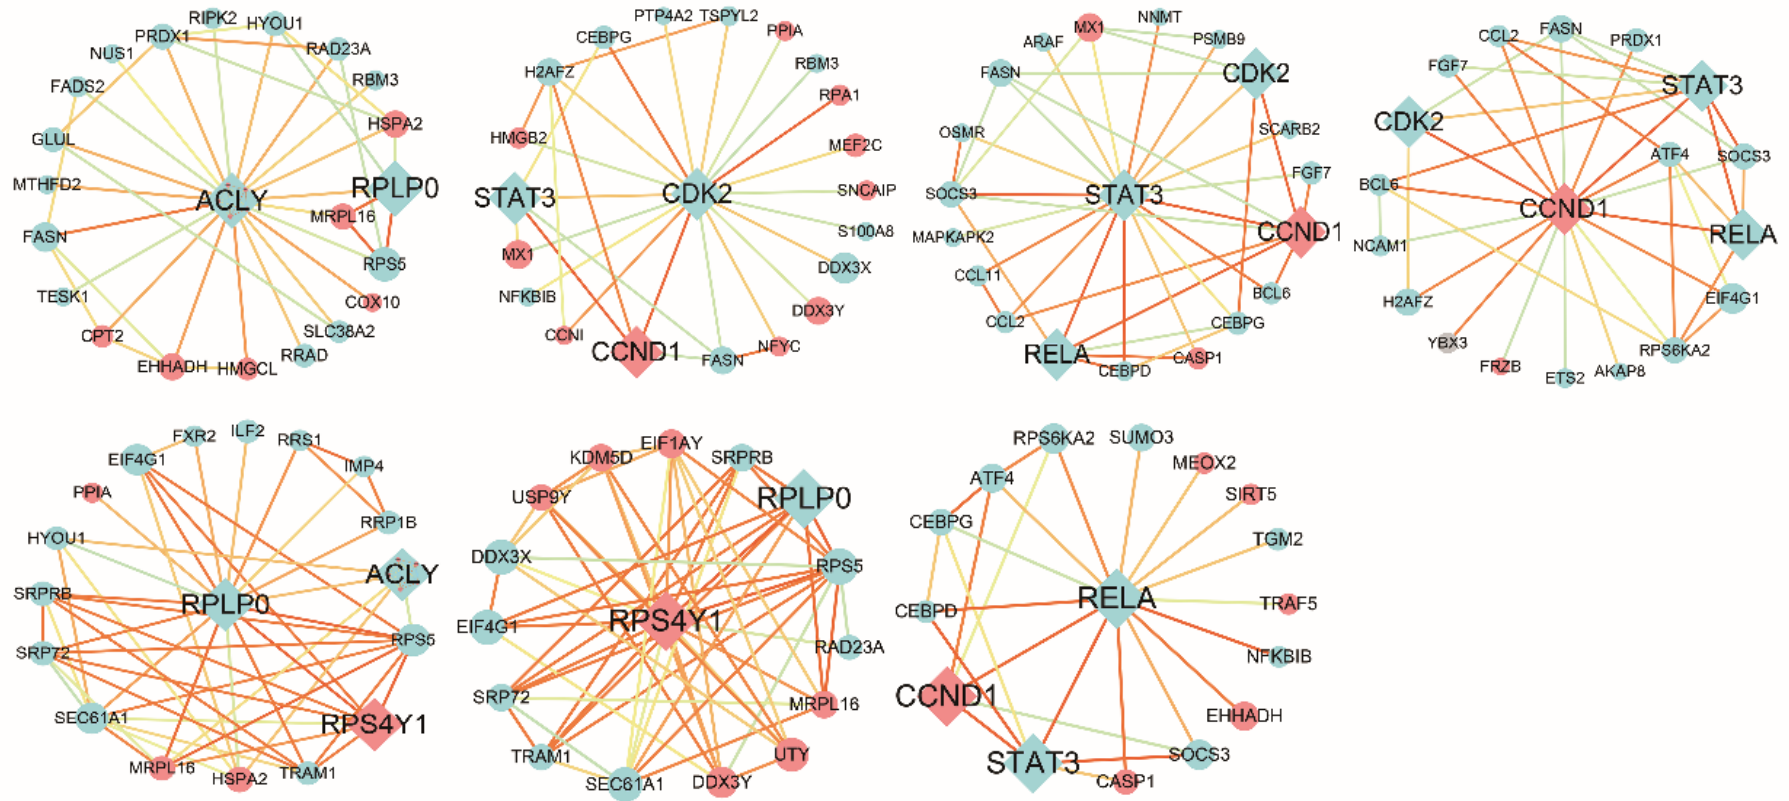 RIPK2
HYOU1
PRDX1
RAD23A
NUS1
RBM3
FADS2
HSPA2
GLUL
MTHFD2
ACLY
RPLP0
MRPL16
FASN
RPS5
TESK1
COX10
CPT2
SLC38A2
RRAD
EHHADH
HMGCL
PTP4A2
TSPYL2
CEBPG
PPIA
H2AFZ
RBM3
RPA1
HMGB2
MEF2C
STAT3
CDK2
SNCAIP
S100A8
MX1
DDX3X
NFKBIB
DDX3Y
CCNI
CCND1
FASN
NFYC
MX1
NNMT
ARAF
PSMB9
FASN
CDK2
OSMR
SCARB2
FGF7
SOCS3
STAT3
CCND1
MAPKAPK2
CCL11
BCL6
CCL2
CEBPG
RELA
CASP1
CEBPD
CCL2
FASN
PRDX1
FGF7
STAT3
CDK2
ATF4
SOCS3
BCL6
CCND1
RELA
NCAM1
H2AFZ
EIF4G1
YBX3
RPS6KA2
FRZB
ETS2
AKAP8
FXR2
ILF2
RRS1
EIF4G1
IMP4
PPIA
RRP1B
HYOU1
ACLY
SRPRB
RPLP0
RPS5
SRP72
SEC61A1
RPS4Y1
MRPL16
HSPA2
TRAM1
EIF1AY
KDM5D
SRPRB
USP9Y
RPLP0
DDX3X
RPS5
EIF4G1
RPS4Y1
RAD23A
SRP72
MRPL16
TRAM1
UTY
SEC61A1
DDX3Y
RPS6KA2
SUMO3
MEOX2
ATF4
SIRT5
CEBPG
TGM2
RELA
TRAF5
CEBPD
NFKBIB
CCND1
EHHADH
STAT3
SOCS3
CASP1